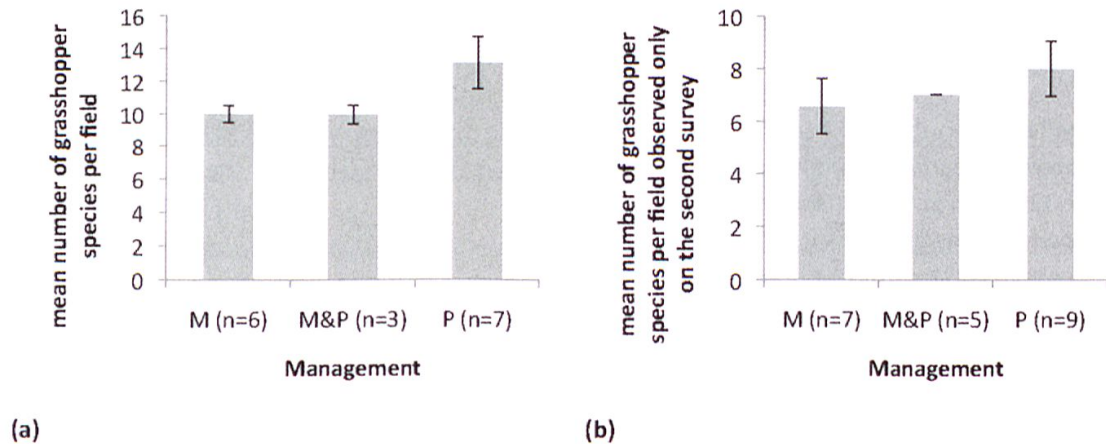 mean number of grasshopper
species per field
16
14
12
10
8
6
4
2
0
M (n=6) M&P (n=3) P (n=7)
Management
(a)
mean number of grasshopper
species per field observed only
on the second survey
10
8
6
4
2
0
M (n=7) M&P (n=5) P (n=9)
Management
(b)